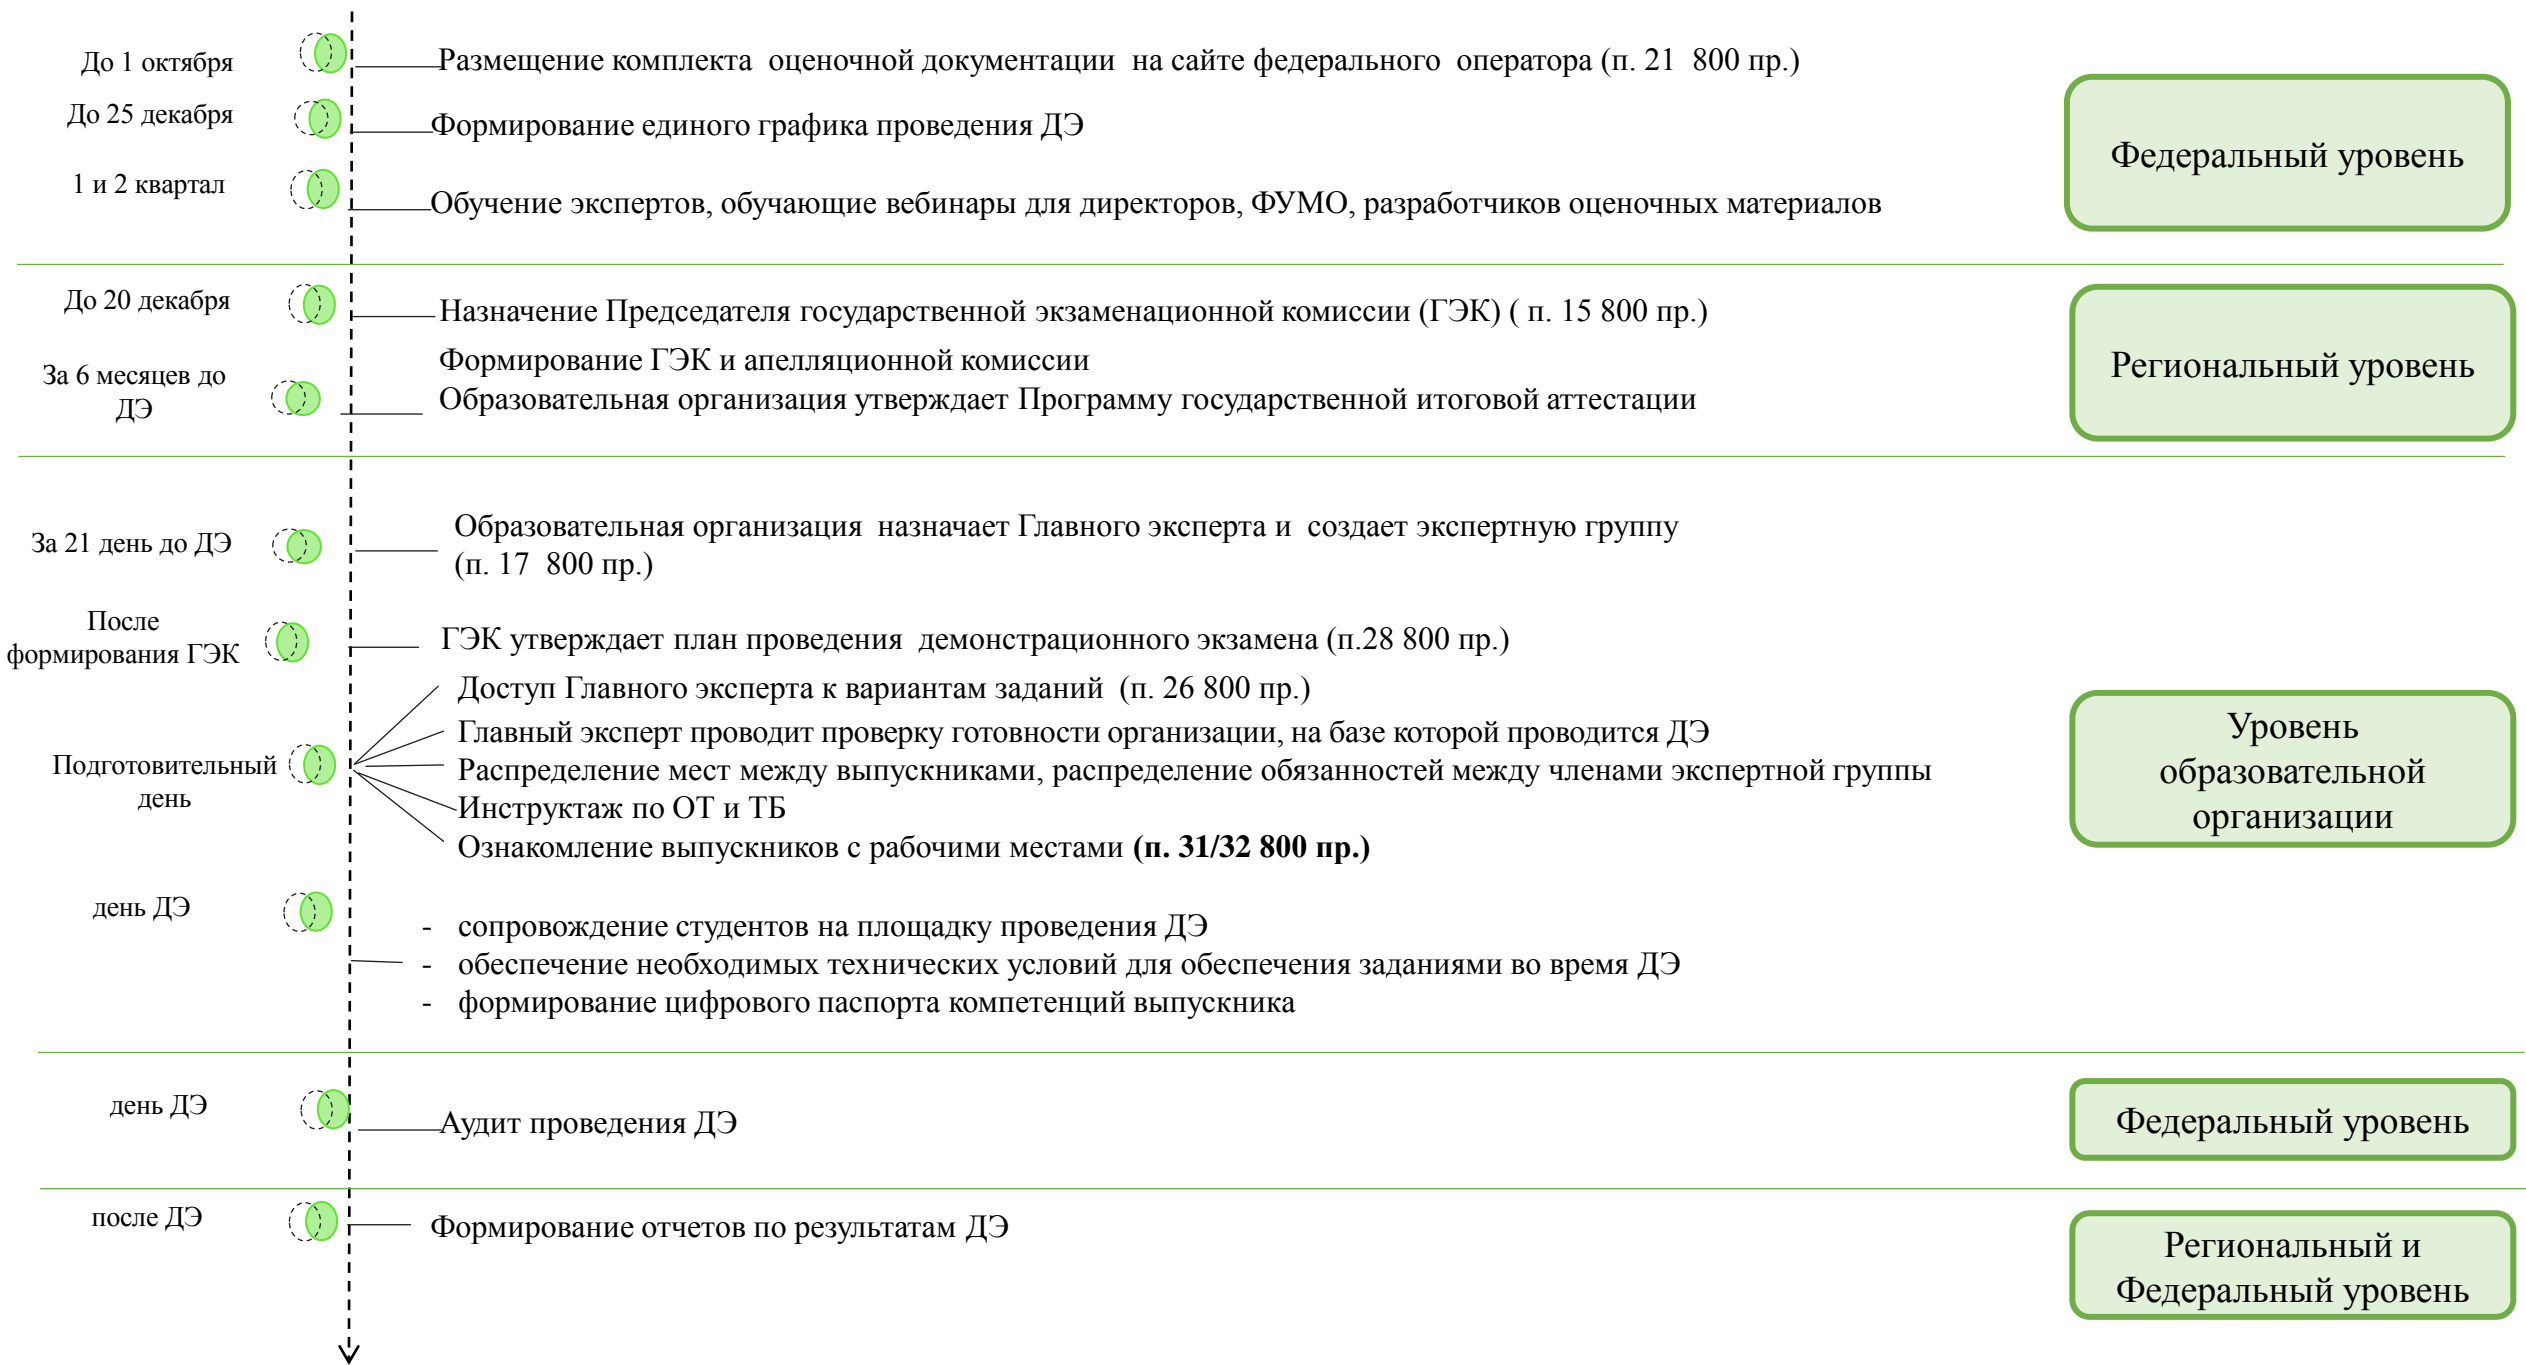 До 1 октября
Размещение комплекта оценочной документации на сайте федерального оператора (п. 21 800 пр.)
До 25 декабря
Формирование единого графика проведения ДЭ
1 и 2 квартал
Обучение экспертов, обучающие вебинары для директоров, ФУМО, разработчиков оценочных материалов
Федеральный уровень
До 20 декабря
Назначение Председателя государственной экзаменационной комиссии (ГЭК) ( п. 15 800 пр.)
За 6 месяцев до
ДЭ
Формирование ГЭК и апелляционной комиссии
Образовательная организация утверждает Программу государственной итоговой аттестации
Региональный уровень
За 21 день до ДЭ
Образовательная организация назначает Главного эксперта и создает экспертную группу
(п. 17 800 пр.)
После
формирования ГЭК
ГЭК утверждает план проведения демонстрационного экзамена (п.28 800 пр.)
Подготовительный
день
Доступ Главного эксперта к вариантам заданий (п. 26 800 пр.)
Главный эксперт проводит проверку готовности организации, на базе которой проводится ДЭ
Распределение мест между выпускниками, распределение обязанностей между членами экспертной группы
Инструктаж по ОТ и ТБ
Ознакомление выпускников с рабочими местами (п. 31/32 800 пр.)
Уровень
образовательной
организации
день ДЭ
- сопровождение студентов на площадку проведения ДЭ
- обеспечение необходимых технических условий для обеспечения заданиями во время ДЭ
- формирование цифрового паспорта компетенций выпускника
день ДЭ
Аудит проведения ДЭ
Федеральный уровень
после ДЭ
Формирование отчетов по результатам ДЭ
Региональный и
Федеральный уровень